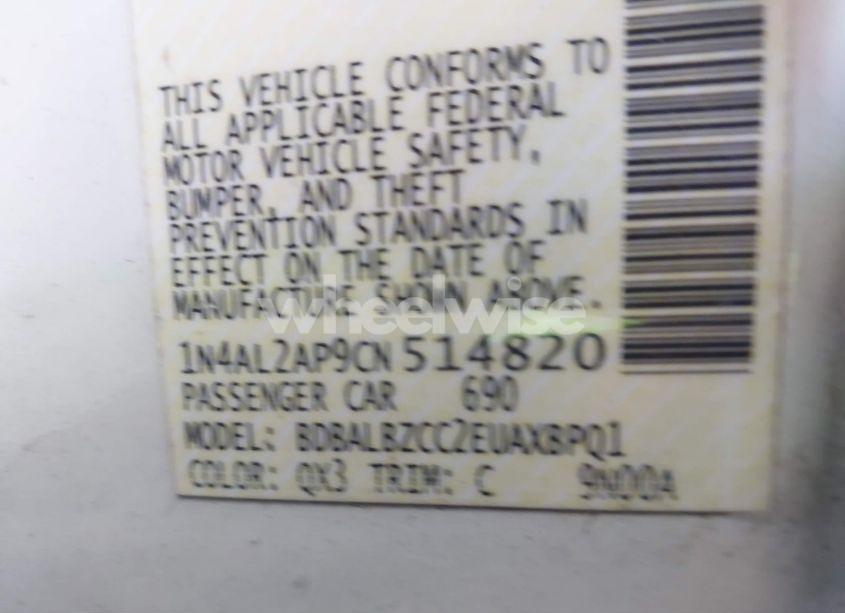 THIS VEHICLE CONFORMS TO
ALL APPLICABLE FEDERAL
MOTOR VEHICLE SAFETY,
BUMPER, AND THEFT
PREVENTION STANDARDS IN
EFFECT ON THE DATE OF
MANUFACTURE SHOWN ABOVE.
wheelwise
1N4AL2AP9CN514820
PASSENGER CAR 690
MODEL: BDBALBZCC2EUAXBPQ1
COLOR: QX3 TRIM: C 9N00A